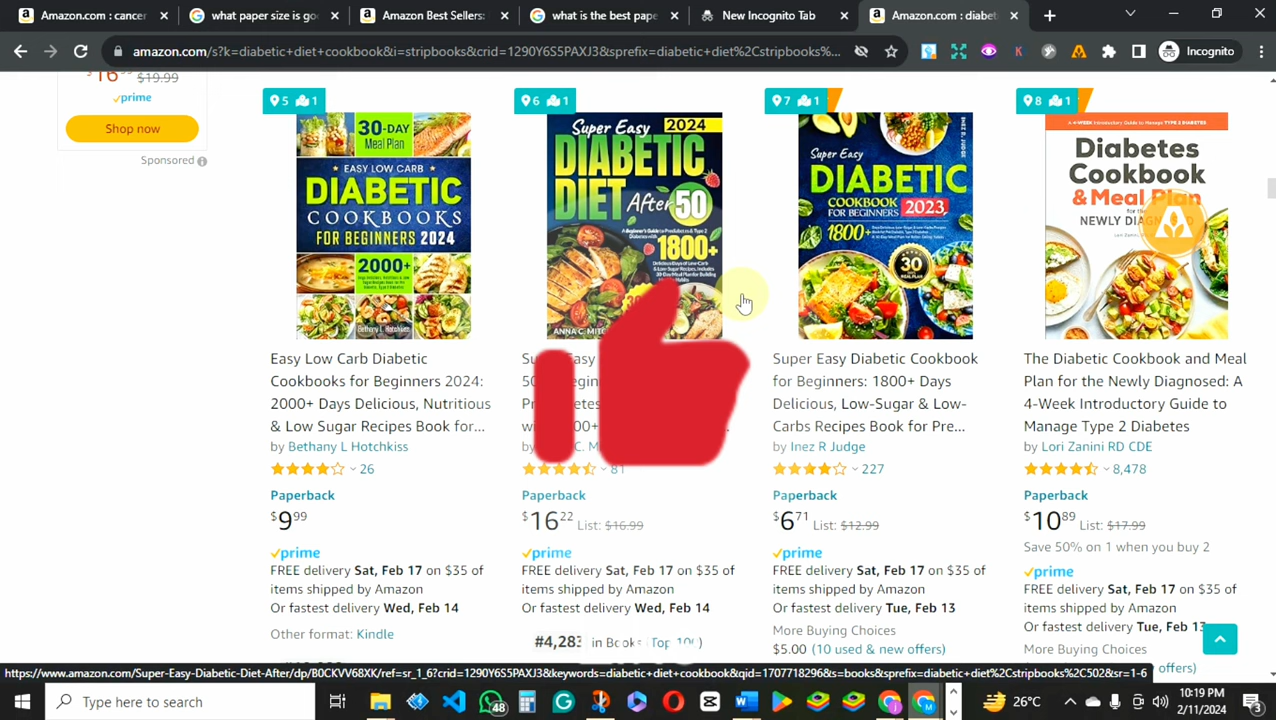 Amazon.com : cancer
what paper size is go
Amazon Best Sellers:
what is the best pape
New Incognito Tab
Amazon.com : diabeti
amazon.com/s?k=diabetic+diet+cookbook&i=stripbooks&crid=1290Y6S5PAXJ3&sprefix=diabetic+diet%2Cstripbooks%...
Incognito
$16 $19.99
prime
Shop now
Sponsored
5 1
6 1
7 1
8 1
30-DAY
Meal Plan
EASY LOW CARB
DIABETIC
COOKBOOKS
FOR BEGINNERS 2024
2000+
Bethany L Hotchkiss
Super Easy 2024
DIABETIC
DIET After 50
1800+
ANNA C. MIT
INEZ R. JUDGE
Super Easy
DIABETIC
COOKBOOK
FOR BEGINNERS 2023
1800+
30
MEAL PLAN
A 4-WEEK Introductory Guide to Manage TYPE 2 DIABETES
Diabetes
Cookbook
& Meal Plan
for the
NEWLY DIAGNOSED
Easy Low Carb Diabetic
Cookbooks for Beginners 2024:
2000+ Days Delicious, Nutritious
& Low Sugar Recipes Book for...
by Bethany L Hotchkiss
26
Paperback
$9.99
prime
FREE delivery Sat, Feb 17 on $35 of
items shipped by Amazon
Or fastest delivery Wed, Feb 14
Other format: Kindle
81
Paperback
$16.22 List: $16.99
prime
FREE delivery Sat, Feb 17 on $35 of
items shipped by Amazon
Or fastest delivery Wed, Feb 14
#4,283 in Books
Super Easy Diabetic Cookbook
for Beginners: 1800+ Days
Delicious, Low-Sugar & Low-
Carbs Recipes Book for Pre...
by Inez R Judge
227
Paperback
$6.71 List: $12.99
prime
FREE delivery Sat, Feb 17 on $35 of
items shipped by Amazon
Or fastest delivery Tue, Feb 13
More Buying Choices
$5.00 (10 used & new offers)
The Diabetic Cookbook and Meal
Plan for the Newly Diagnosed: A
4-Week Introductory Guide to
Manage Type 2 Diabetes
by Lori Zanini RD CDE
8,478
Paperback
$10.89 List: $17.99
Save 50% on 1 when you buy 2
prime
FREE delivery Sat, Feb 17 on $35 of
items shipped by Amazon
Or fastest delivery Tue, Feb 13
More Buying Choices
offers)
https://www.amazon.com/Super-Easy-Diabetic-Diet-After/dp/B0CKVV68XK/ref=sr_1_6?crid=1290Y6S5PAXJ3&keywords=diabetic+diet+cookbook&qid=1707718296&s=books&sprefix=diabetic+diet%2Cstripbooks%2C502&sr=1-6
Type here to search
48
26°C
10:19 PM
2/11/2024
3